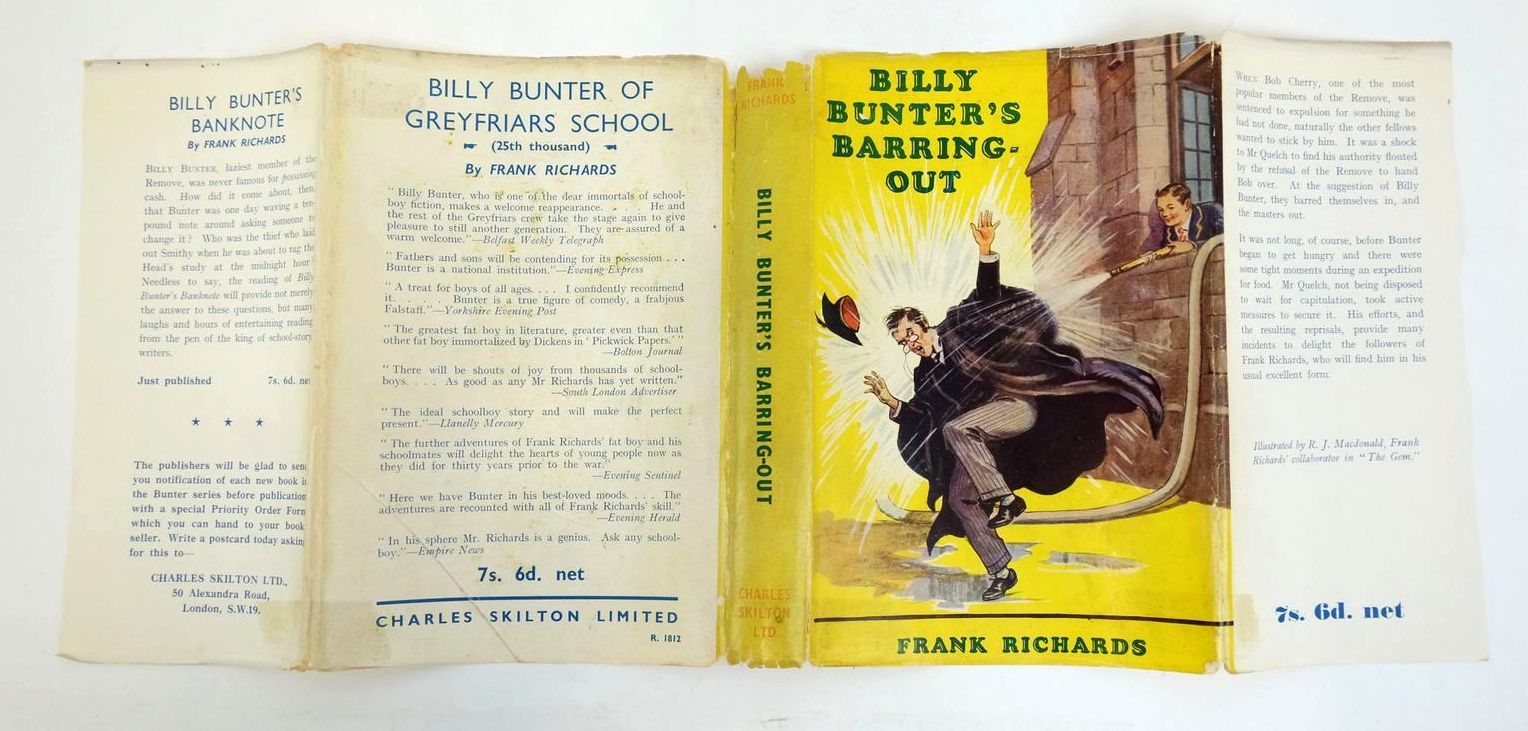 BILLY BUNTER'S
BANKNOTE
By FRANK RICHARDS
BILLY BUNTER, laziest member of the
Remove, was never famous for possessing
cash. How did it come about, then,
that Bunter was one day waving a ten-
pound note around asking someone to
change it? Who was the thief who laid
out Smithy when he was about to rag the
Head's study at the midnight hour?
Needless to say, the reading of Billy
Bunter's Banknote will provide not merely
the answer to these questions, but many
laughs and hours of entertaining reading
from the pen of the king of school-story
writers.
Just published 7s. 6d. net
★ ★ ★
The publishers will be glad to send
you notification of each new book in
the Bunter series before publication
with a special Priority Order Form
which you can hand to your book
seller. Write a postcard today asking
for this to—
CHARLES SKILTON LTD.,
50 Alexandra Road,
London, S.W.19.
BILLY BUNTER OF
GREYFRIARS SCHOOL
(25th thousand)
By FRANK RICHARDS
" Billy Bunter, who is one of the dear immortals of school-
boy fiction, makes a welcome reappearance. . . . He and
the rest of the Greyfriars crew take the stage again to give
pleasure to still another generation. They are assured of a
warm welcome."—Belfast Weekly Telegraph
" Fathers and sons will be contending for its possession . . .
Bunter is a national institution."—Evening Express
" A treat for boys of all ages. . . . I confidently recommend
it. . . . . Bunter is a true figure of comedy, a frabjous
Falstaff."—Yorkshire Evening Post
" The greatest fat boy in literature, greater even than that
other fat boy immortalized by Dickens in ' Pickwick Papers.' "
—Bolton Journal
" There will be shouts of joy from thousands of school-
boys. . . . As good as any Mr Richards has yet written."
—South London Advertiser
" The ideal schoolboy story and will make the perfect
present."—Llanelly Mercury
" The further adventures of Frank Richards' fat boy and his
schoolmates will delight the hearts of young people now as
they did for thirty years prior to the war."
—Evening Sentinel
" Here we have Bunter in his best-loved moods. . . . The
adventures are recounted with all of Frank Richards' skill."
—Evening Herald
" In his sphere Mr. Richards is a genius. Ask any school-
boy."—Empire News
7s. 6d. net
CHARLES SKILTON LIMITED
R. 1812
FRANK
RICHARDS
BILLY BUNTER'S BARRING-OUT
CHARLES
SKILTON
LTD
BILLY
BUNTER'S
BARRING-
OUT
FRANK RICHARDS
WHEN Bob Cherry, one of the most
popular members of the Remove, was
sentenced to expulsion for something he
had not done, naturally the other fellows
wanted to stick by him. It was a shock
to Mr Quelch to find his authority flouted
by the refusal of the Remove to hand
Bob over. At the suggestion of Billy
Bunter, they barred themselves in, and
the masters out.
It was not long, of course, before Bunter
began to get hungry and there were
some tight moments during an expedition
for food. Mr Quelch, not being disposed
to wait for capitulation, took active
measures to secure it. His efforts, and
the resulting reprisals, provide many
incidents to delight the followers of
Frank Richards, who will find him in his
usual excellent form.
Illustrated by R. J. Macdonald, Frank
Richards' collaborator in " The Gem."
7s. 6d. net